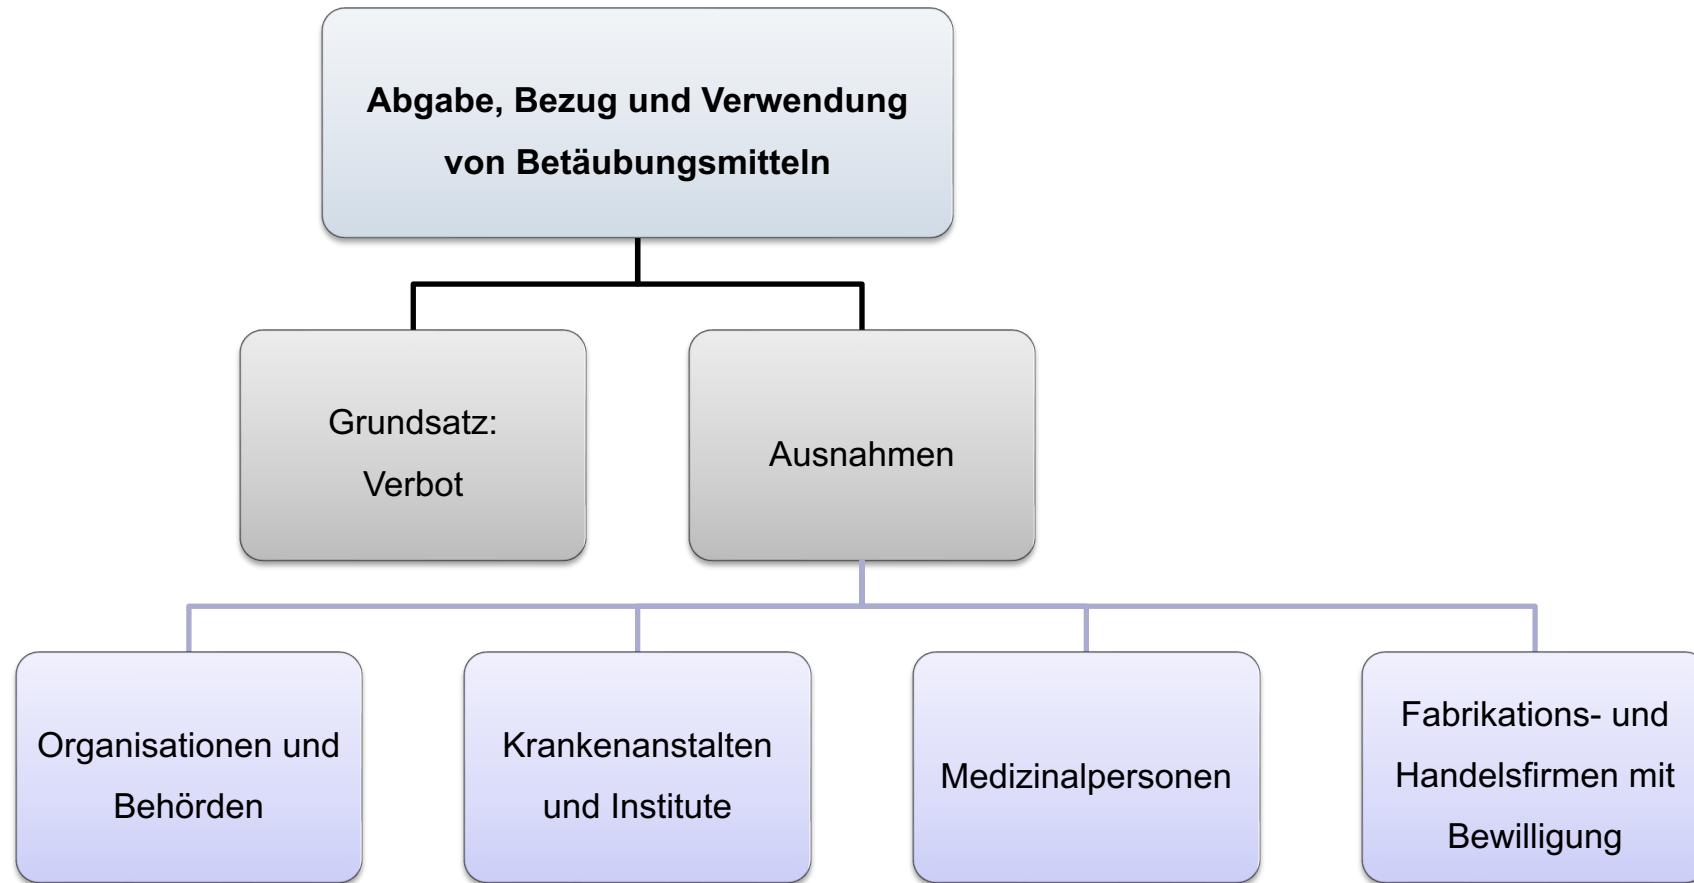 Abgabe, Bezug und Verwendung
von Betäubungsmitteln
Grundsatz:
Verbot
Ausnahmen
Organisationen und
Behörden
Krankenanstalten
und Institute
Medizinalpersonen
Fabrikations- und
Handelsfirmen mit
Bewilligung